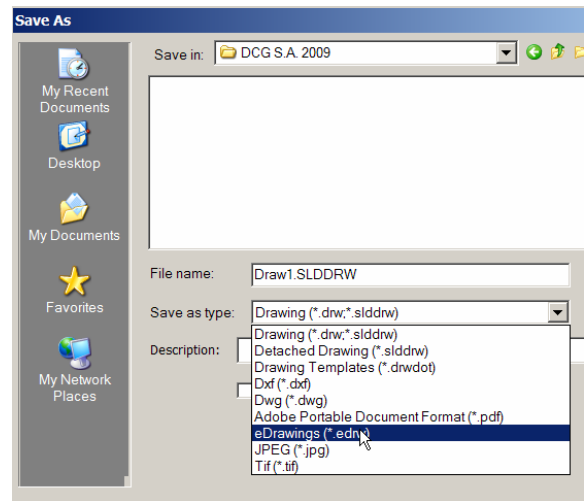 Save As
Save in: DCG S.A. 2009
My Recent
Documents
Desktop
My Documents
Favorites
My Network
Places
File name: Draw1.SLDDRW
Save as type: Drawing (*.drw;*.slddrw)
Description:
Drawing (*.drw;*.slddrw)
Detached Drawing (*.slddrw)
Drawing Templates (*.drwdot)
Dxf (*.dxf)
Dwg (*.dwg)
Adobe Portable Document Format (*.pdf)
eDrawings (*.edrw)
JPEG (*.jpg)
Tif (*.tif)